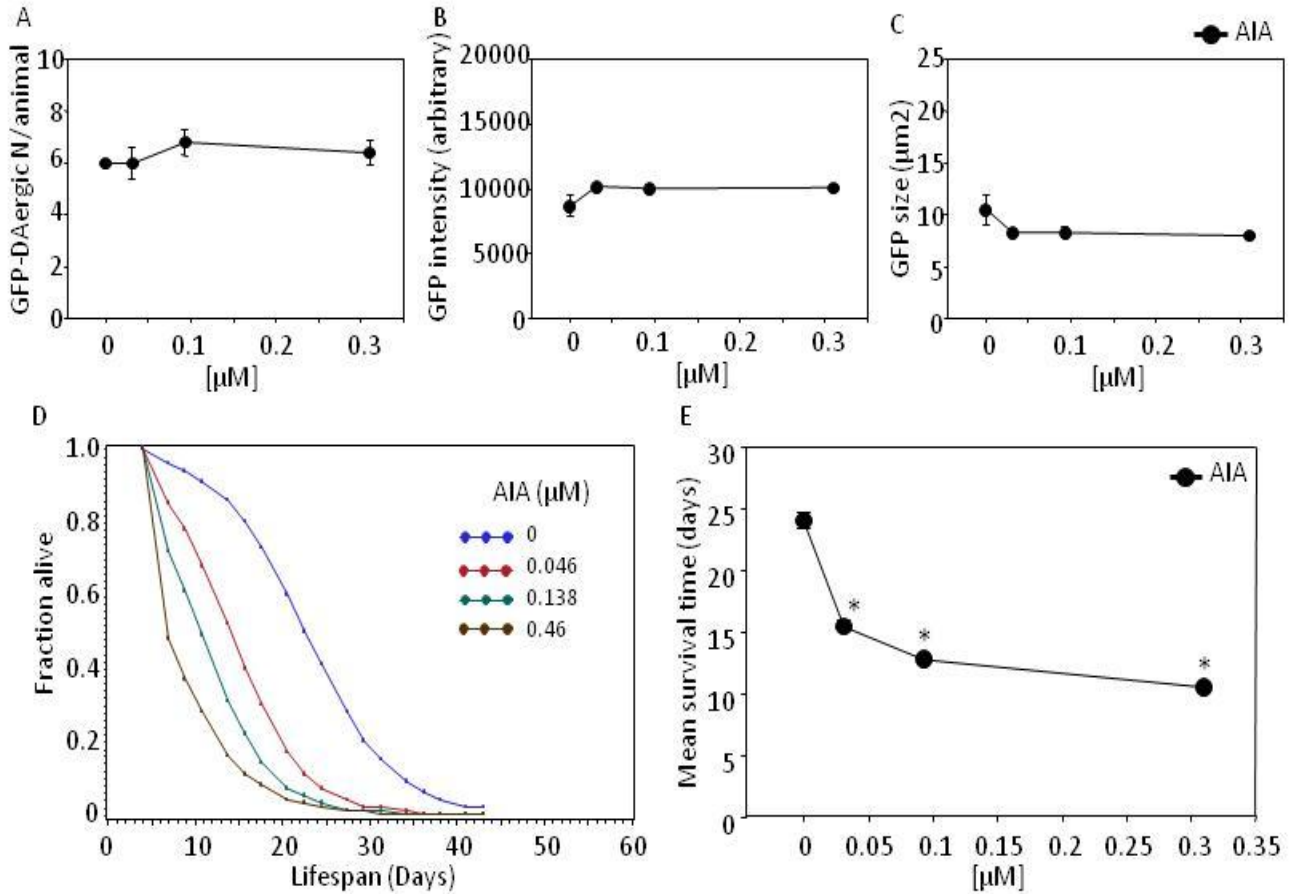 A
GFP-DAergic N / animal
10
8
6
4
2
0
0 0.1 0.2 0.3
[µM]
B
GFP intensity (arbitrary)
20000
15000
10000
5000
0
0 0.1 0.2 0.3
[µM]
C
AIA
GFP size (µm2)
25
20
15
10
5
0
0 0.1 0.2 0.3
[µM]
D
Fraction alive
1.0
0.8
0.6
0.4
0.2
0
AIA (µM)
0
0.046
0.138
0.46
0 10 20 30 40 50 60
Lifespan (Days)
E
Mean survival time (days)
30
25
20
15
10
5
0
AIA
*
*
*
0 0.05 0.1 0.15 0.2 0.25 0.3 0.35
[µM]